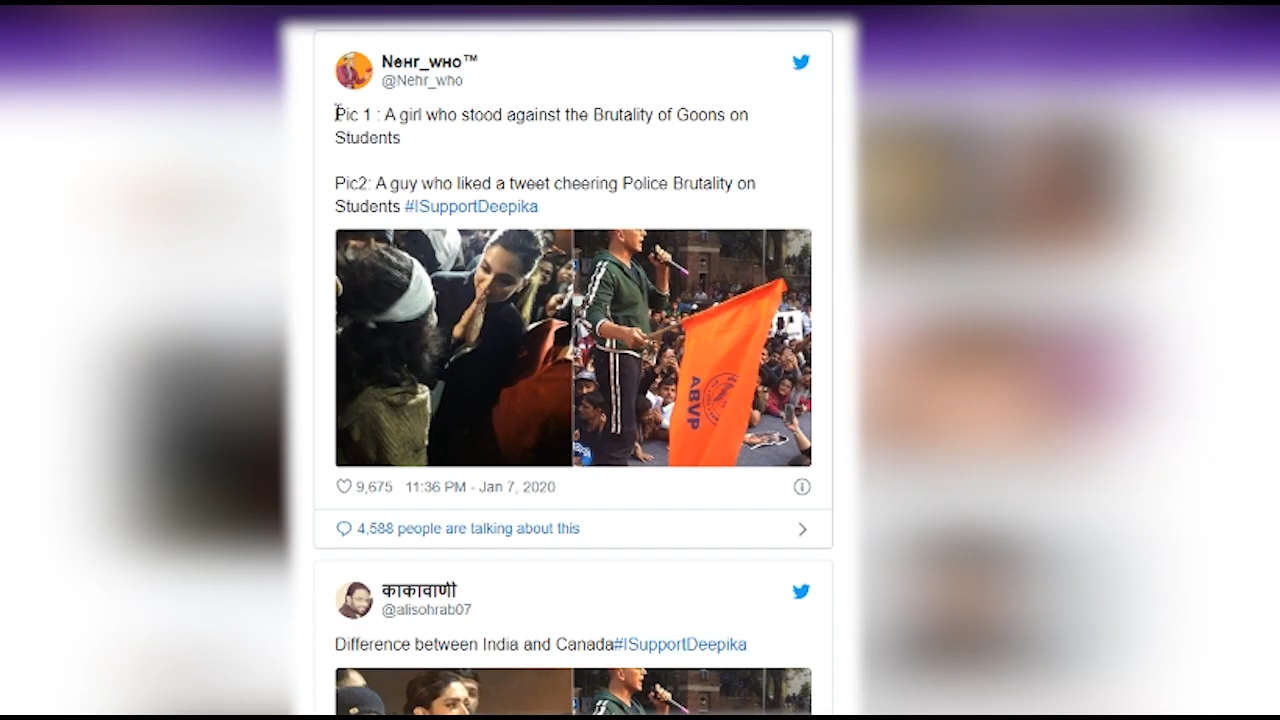 Nенr_wно™
@Nehr_who
Pic 1 : A girl who stood against the Brutality of Goons on
Students
Pic2: A guy who liked a tweet cheering Police Brutality on
Students #ISupportDeepika
ABVP
9,675 11:36 PM - Jan 7, 2020
4,588 people are talking about this
काकावाणी
@alisohrab07
Difference between India and Canada#ISupportDeepika